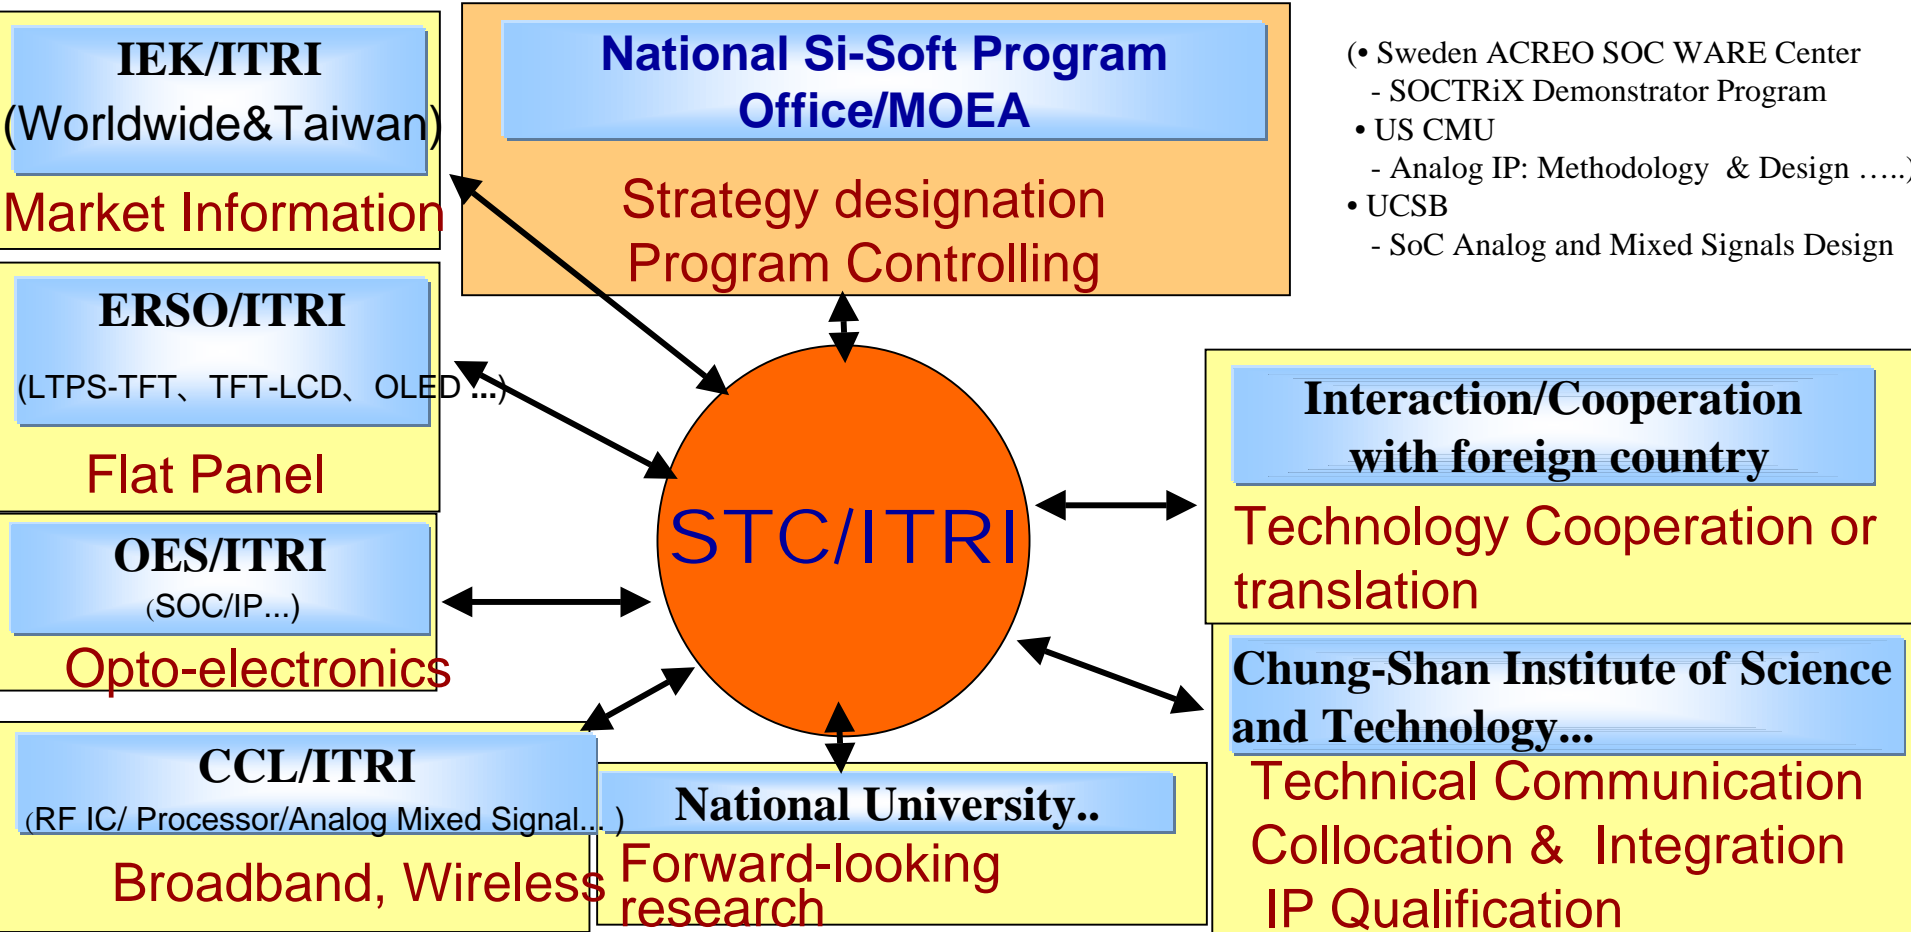 IEK/ITRI
(Worldwide&Taiwan)
Market Information
National Si-Soft Program
Office/MOEA
Strategy designation
Program Controlling
(• Sweden ACREO SOC WARE Center
- SOCTRiX Demonstrator Program
• US CMU
- Analog IP: Methodology & Design …..)
• UCSB
- SoC Analog and Mixed Signals Design
ERSO/ITRI
(LTPS-TFT、TFT-LCD、OLED ...)
Flat Panel
OES/ITRI
(SOC/IP...)
Opto-electronics
STC/ITRI
Interaction/Cooperation
with foreign country
Technology Cooperation or
translation
Chung-Shan Institute of Science
and Technology...
Technical Communication
Collocation & Integration
IP Qualification
CCL/ITRI
(RF IC/ Processor/Analog Mixed Signal... )
Broadband, Wireless
National University..
Forward-looking
research